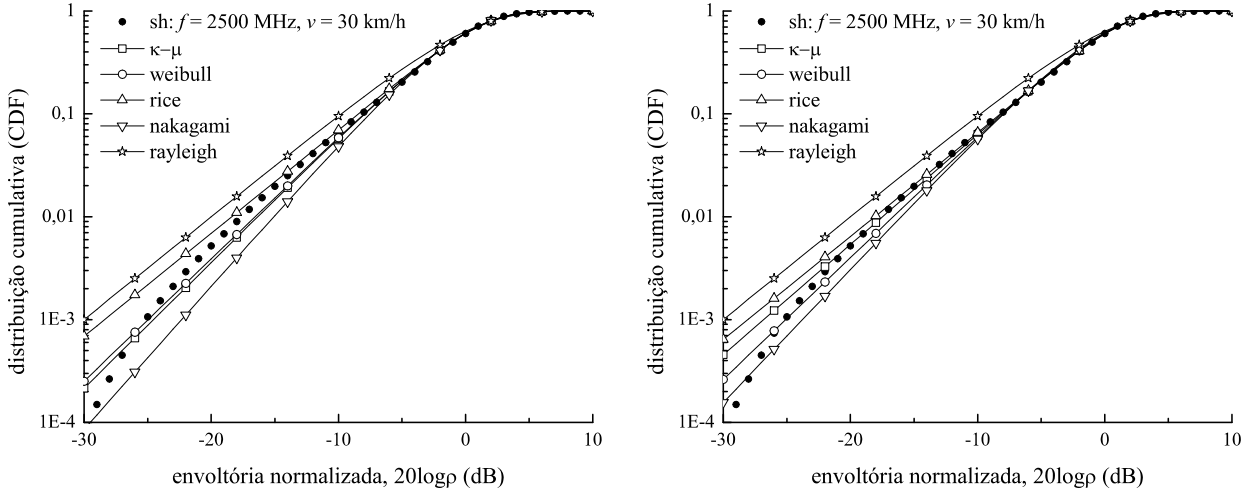 sh: f = 2500 MHz, v = 30 km/h
κ−μ
weibull
rice
nakagami
rayleigh
1
0,1
0,01
1E-3
1E-4
-30
-20
-10
0
10
distribuição cumulativa (CDF)
envoltória normalizada, 20logρ (dB)
sh: f = 2500 MHz, v = 30 km/h
κ−μ
weibull
rice
nakagami
rayleigh
1
0,1
0,01
1E-3
1E-4
-30
-20
-10
0
10
distribuição cumulativa (CDF)
envoltória normalizada, 20logρ (dB)